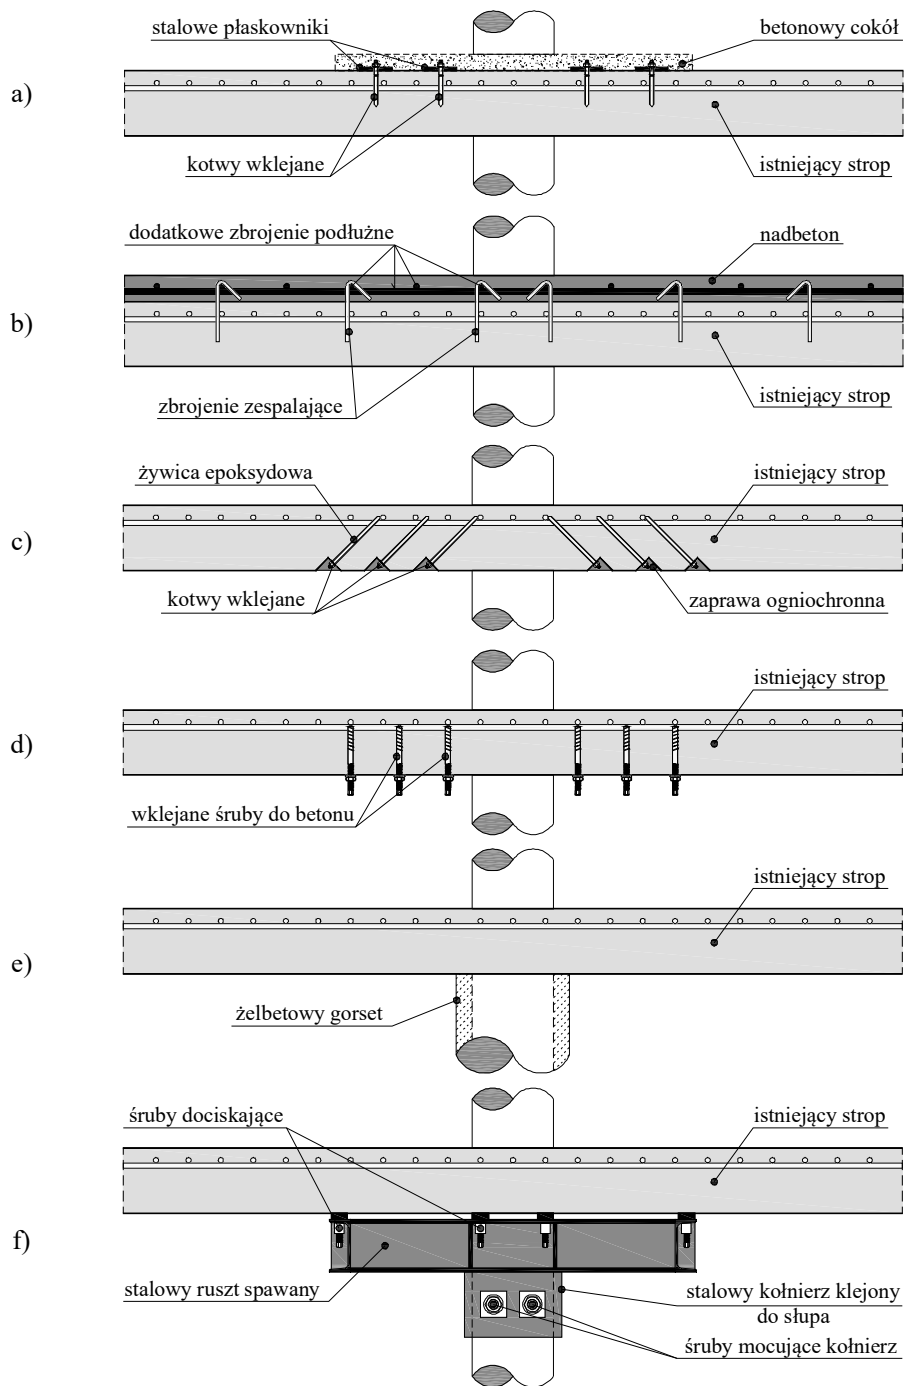 stalowe płaskowniki
betonowy cokół
a)
kotwy wklejane
istniejący strop
dodatkowe zbrojenie podłużne
nadbeton
b)
zbrojenie zespalające
istniejący strop
żywica epoksydowa
istniejący strop
c)
kotwy wklejane
zaprawa ogniochronna
istniejący strop
d)
wklejane śruby do betonu
istniejący strop
e)
żelbetowy gorset
śruby dociskające
istniejący strop
f)
stalowy ruszt spawany
stalowy kołnierz klejony
do słupa
śruby mocujące kołnierz